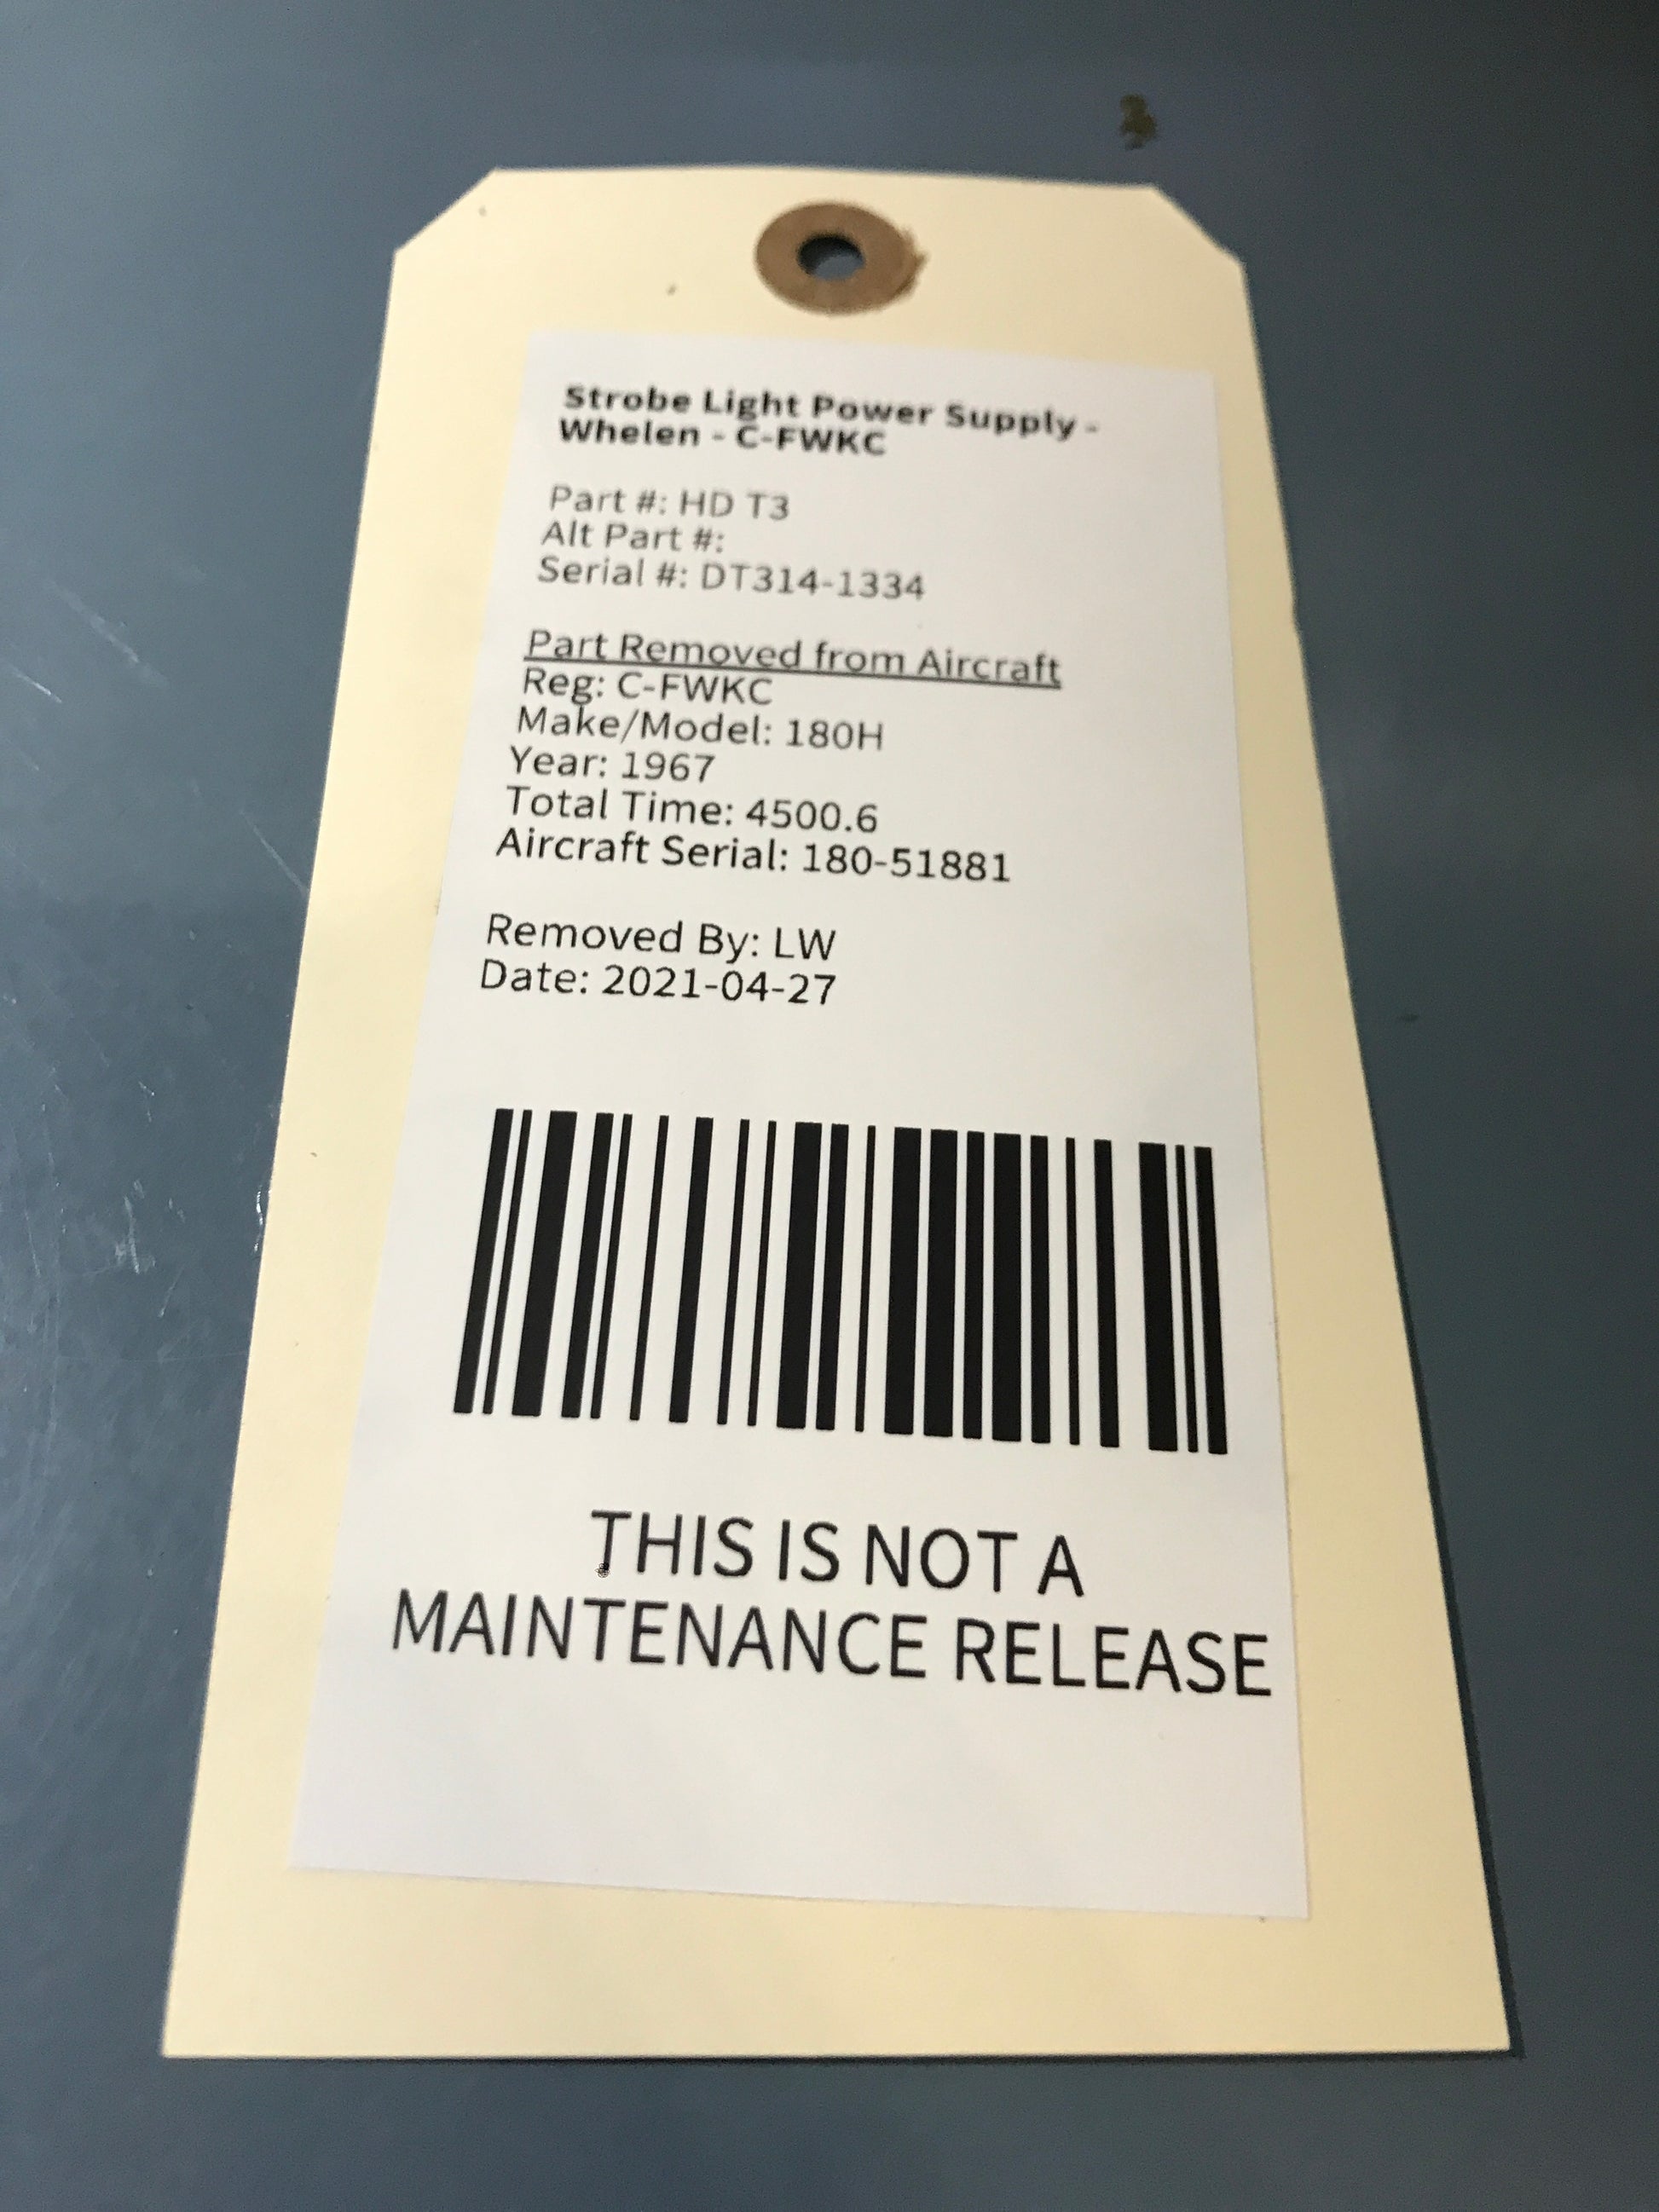 Strobe Light Power Supply -
Whelen - C-FWKC
Part #: HD T3
Alt Part #:
Serial #: DT314-1334
Part Removed from Aircraft
Reg: C-FWKC
Make/Model: 180H
Year: 1967
Total Time: 4500.6
Aircraft Serial: 180-51881
Removed By: LW
Date: 2021-04-27
THIS IS NOT A
MAINTENANCE RELEASE